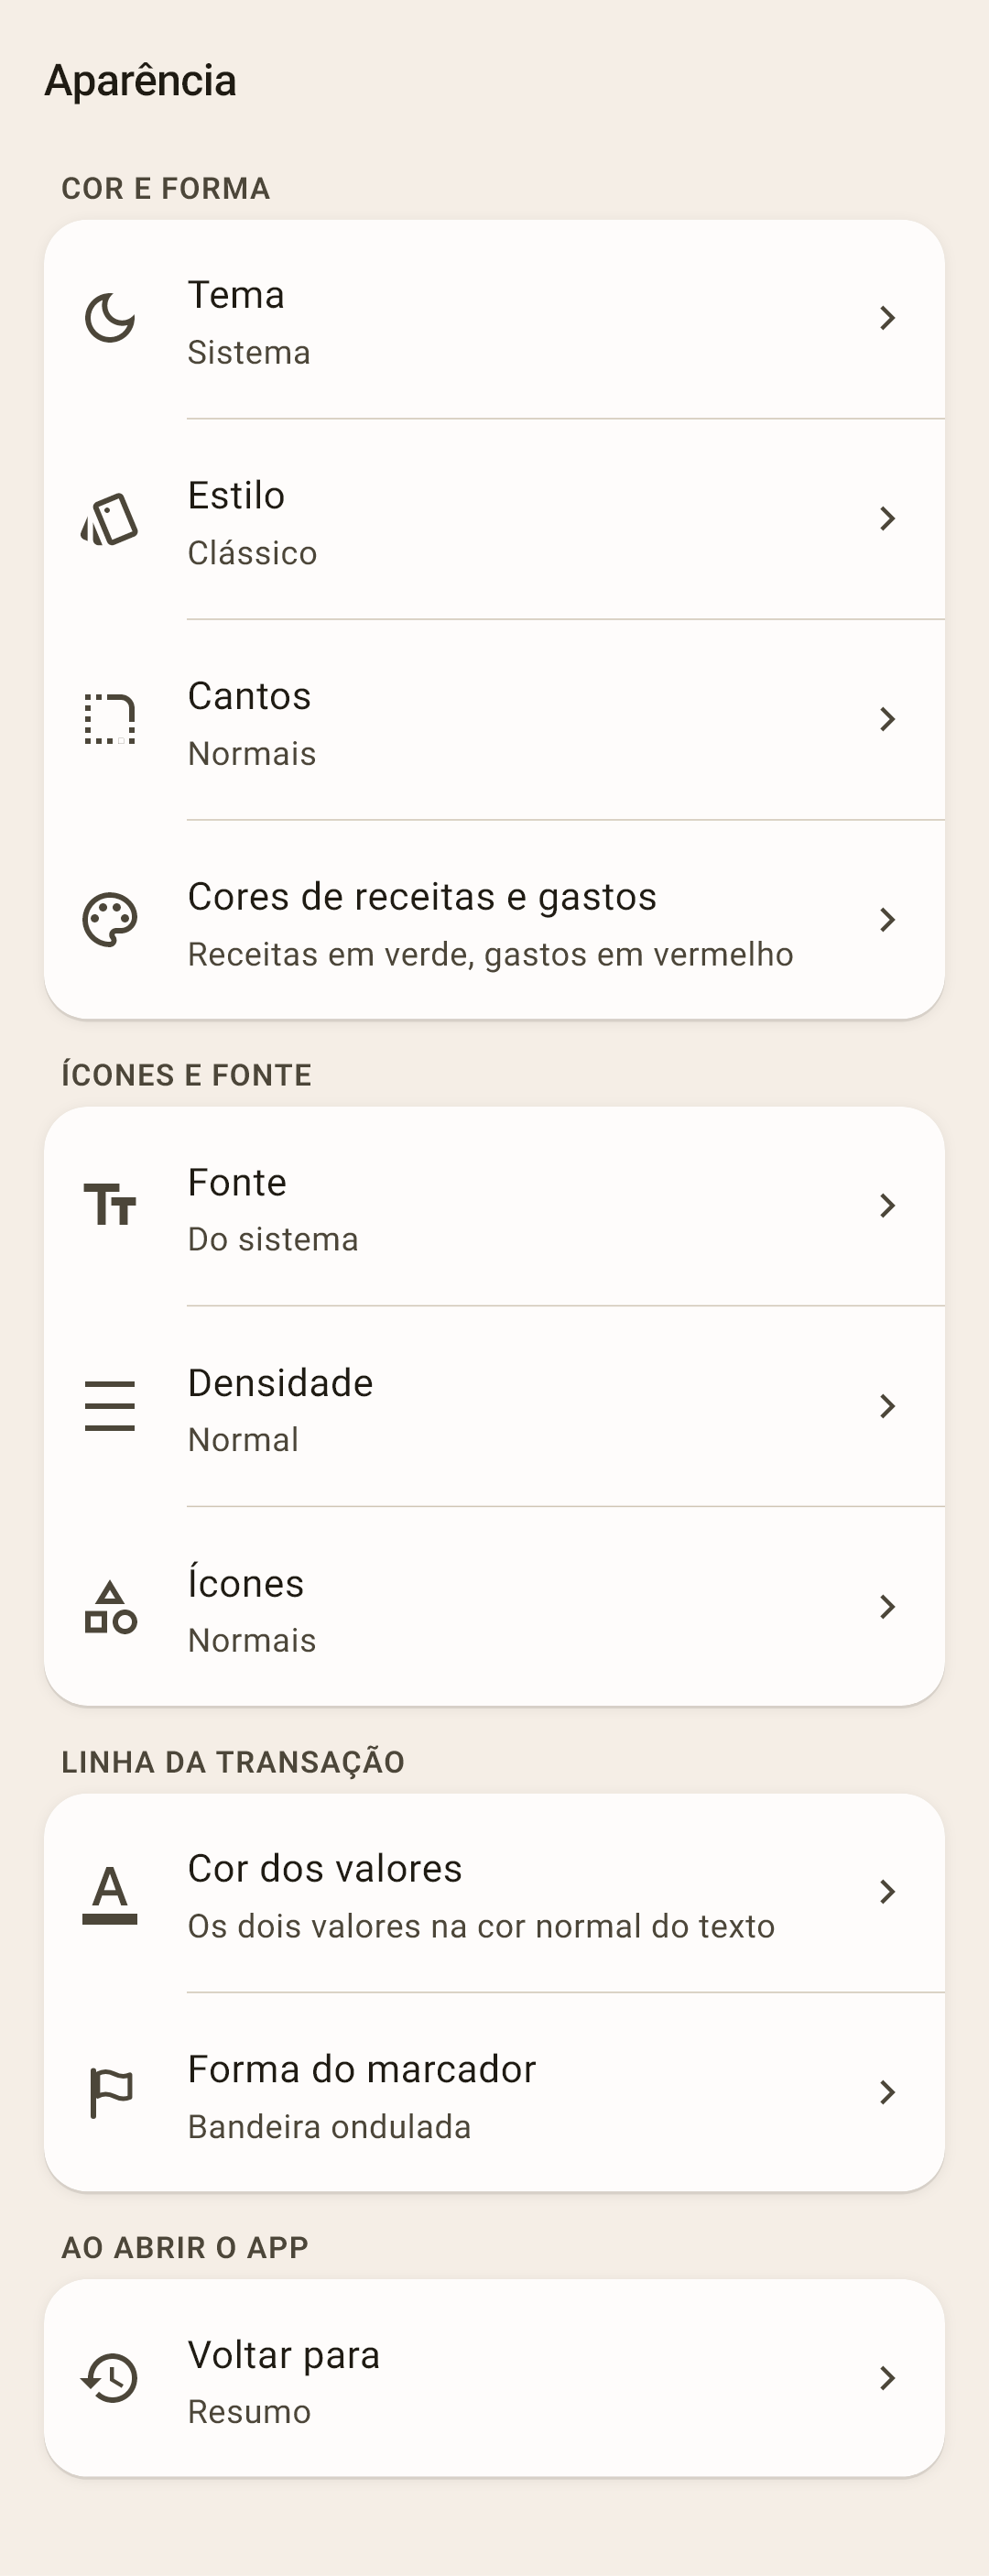 Aparência
COR E FORMA
Tema
Sistema
Estilo
Clássico
Cantos
Normais
Cores de receitas e gastos
Receitas em verde, gastos em vermelho
ÍCONES E FONTE
Fonte
Do sistema
Densidade
Normal
Ícones
Normais
LINHA DA TRANSAÇÃO
Cor dos valores
Os dois valores na cor normal do texto
Forma do marcador
Bandeira ondulada
AO ABRIR O APP
Voltar para
Resumo